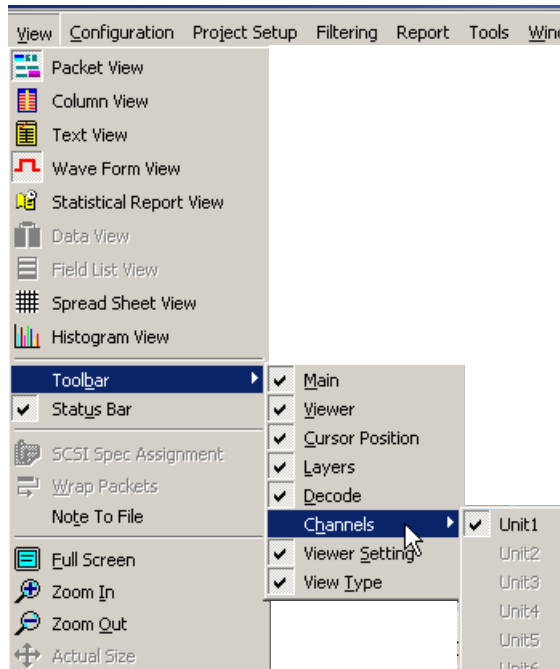 View Configuration Project Setup Filtering Report Tools
Packet View
Column View
Text View
Wave Form View
Statistical Report View
Data View
Field List View
Spread Sheet View
Histogram View
Toolbar
Status Bar
SCSI Spec Assignment
Wrap Packets
Note To File
Full Screen
Zoom In
Zoom Out
Actual Size
Main
Viewer
Cursor Position
Layers
Decode
Channels
Viewer Setting
View Type
Unit1
Unit2
Unit3
Unit4
Unit5
Unit6